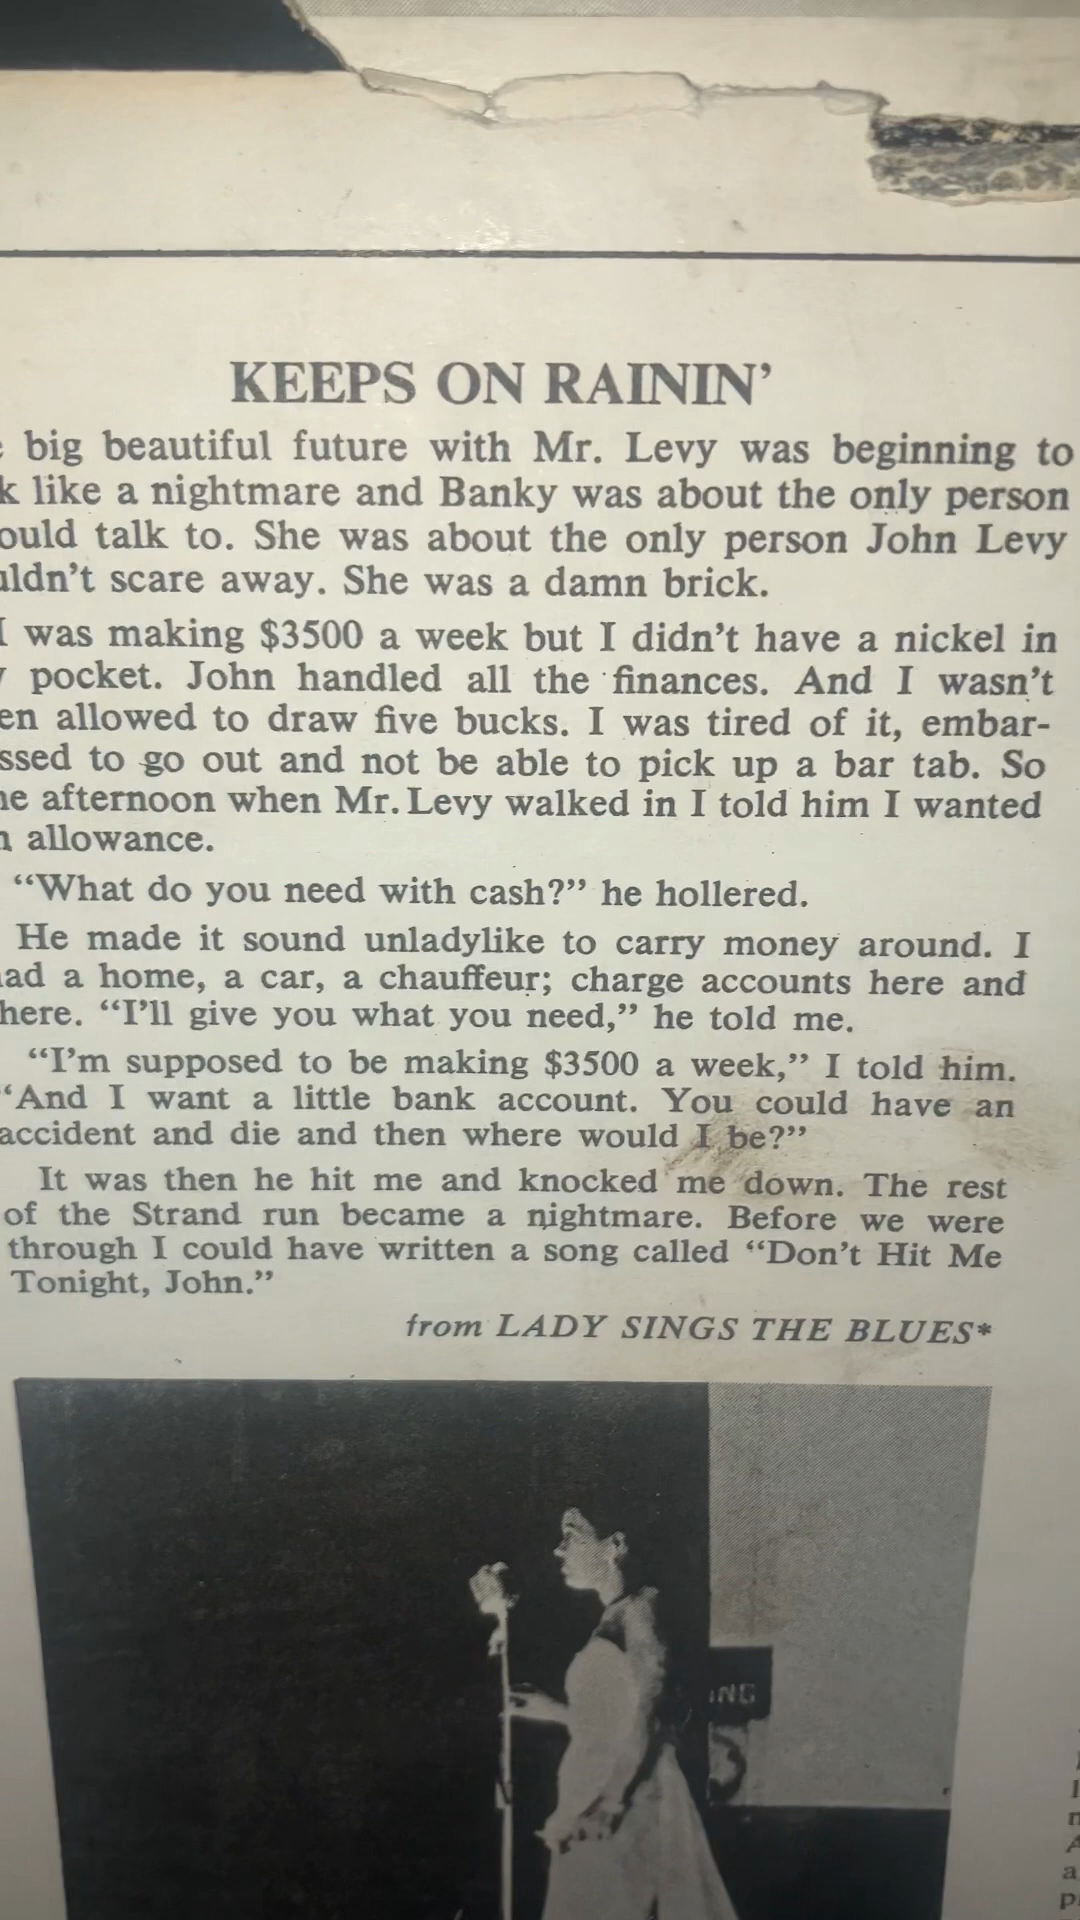 KEEPS ON RAININ'
big beautiful future with Mr. Levy was beginning to
k like a nightmare and Banky was about the only person
ould talk to. She was about the only person John Levy
uldn't scare away. She was a damn brick.
I was making $3500 a week but I didn't have a nickel in
pocket. John handled all the finances. And I wasn't
en allowed to draw five bucks. I was tired of it, embar-
ssed to go out and not be able to pick up a bar tab. So
ne afternoon when Mr. Levy walked in I told him I wanted
n allowance.
“What do you need with cash?” he hollered.
He made it sound unladylike to carry money around. I
ad a home, a car, a chauffeur; charge accounts here and
here. “I'll give you what you need,” he told me.
“I'm supposed to be making $3500 a week,” I told him.
“And I want a little bank account. You could have an
accident and die and then where would I be?”
It was then he hit me and knocked me down. The rest
of the Strand run became a nightmare. Before we were
through I could have written a song called “Don't Hit Me
Tonight, John.”
from LADY SINGS THE BLUES*
ING